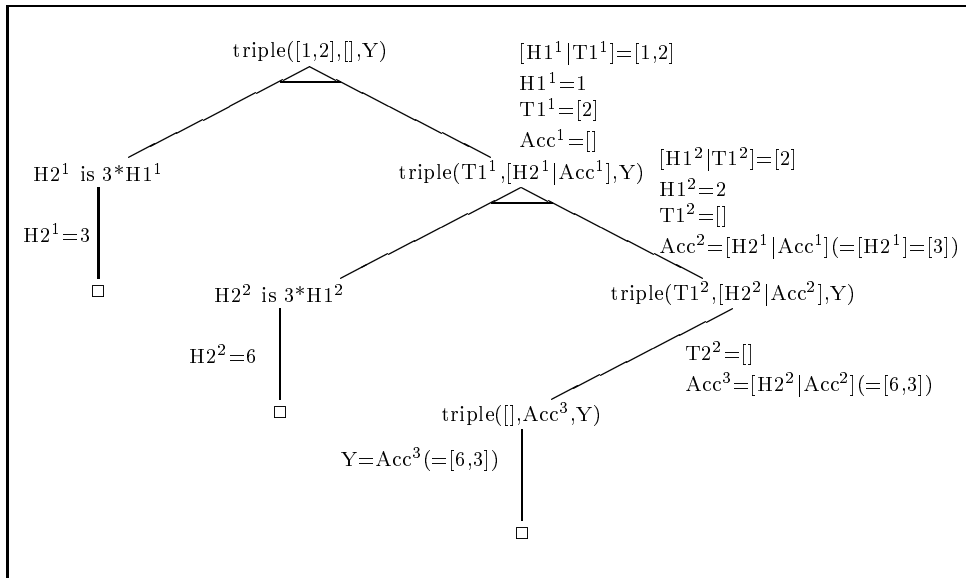 triple([1,2],[],Y)
[H1¹|T1¹]=[1,2]
H1¹=1
T1¹=[2]
Acc¹=[]
H2¹ is 3*H1¹
triple(T1¹,[H2¹|Acc¹],Y)
[H1²|T1²]=[2]
H1²=2
T1²=[]
Acc²=[H2¹|Acc¹](=[H2¹]=[3])
H2¹=3
H2² is 3*H1²
triple(T1²,[H2²|Acc²],Y)
H2²=6
T2²=[]
Acc³=[H2²|Acc²](=[6,3])
triple([],Acc³,Y)
Y=Acc³(=[6,3])